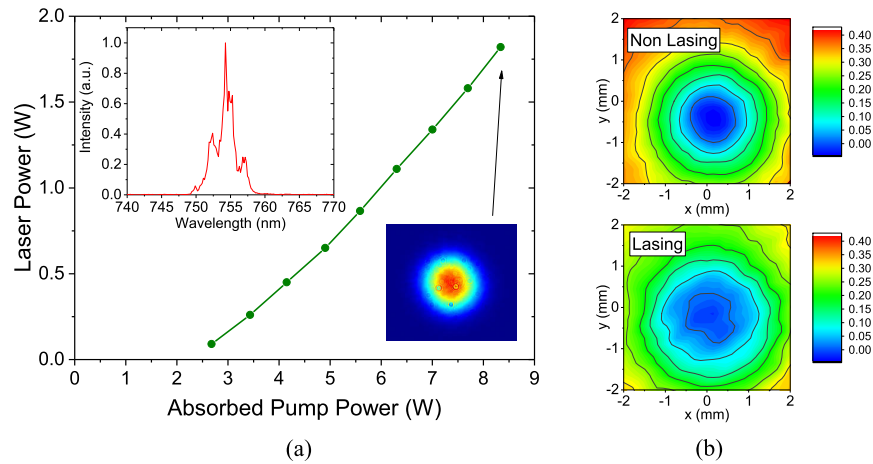 2.0
1.5
1.0
0.5
0.0
Laser Power (W)
0 1 2 3 4 5 6 7 8 9
Absorbed Pump Power (W)
1.0
0.8
0.6
0.4
0.2
0.0
Intensity (a.u.)
740 745 750 755 760 765 770
Wavelength (nm)
(a)
Non Lasing
2
1
0
-1
-2
y (mm)
-2 -1 0 1 2
x (mm)
0.40
0.35
0.30
0.25
0.20
0.15
0.10
0.05
0.00
Lasing
2
1
0
-1
-2
y (mm)
-2 -1 0 1 2
x (mm)
0.40
0.35
0.30
0.25
0.20
0.15
0.10
0.05
0.00
(b)